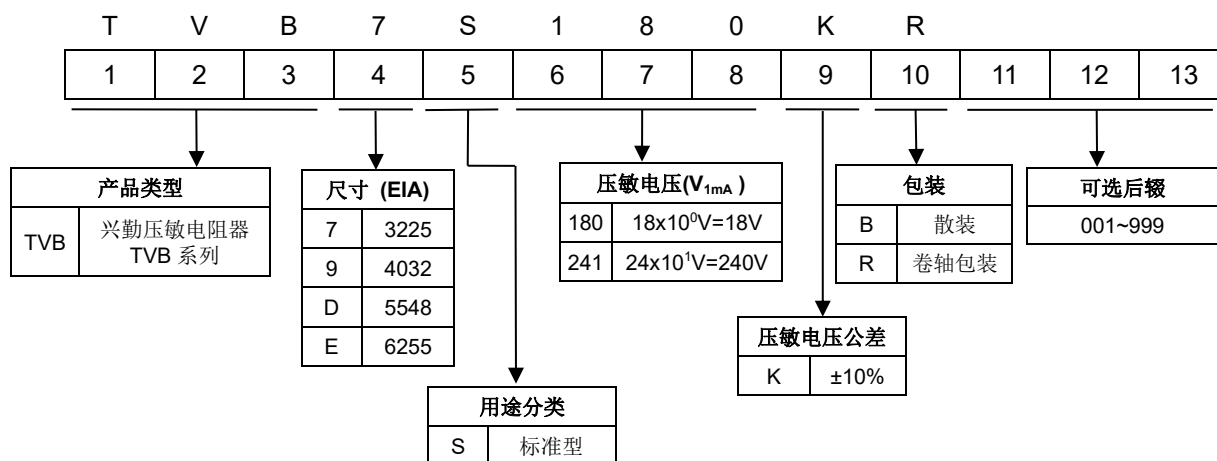 T V B 7 S 1 8 0 K R
1 2 3 4 5 6 7 8 9 10 11 12 13
产品类型
TVB 兴勤压敏电阻器
TVB 系列
尺寸 (EIA)
7 3225
9 4032
D 5548
E 6255
用途分类
S 标准型
压敏电压(V₁ₘₐ )
180 18x10⁰V=18V
241 24x10¹V=240V
压敏电压公差
K ±10%
包装
B 散装
R 卷轴包装
可选后辍
001~999